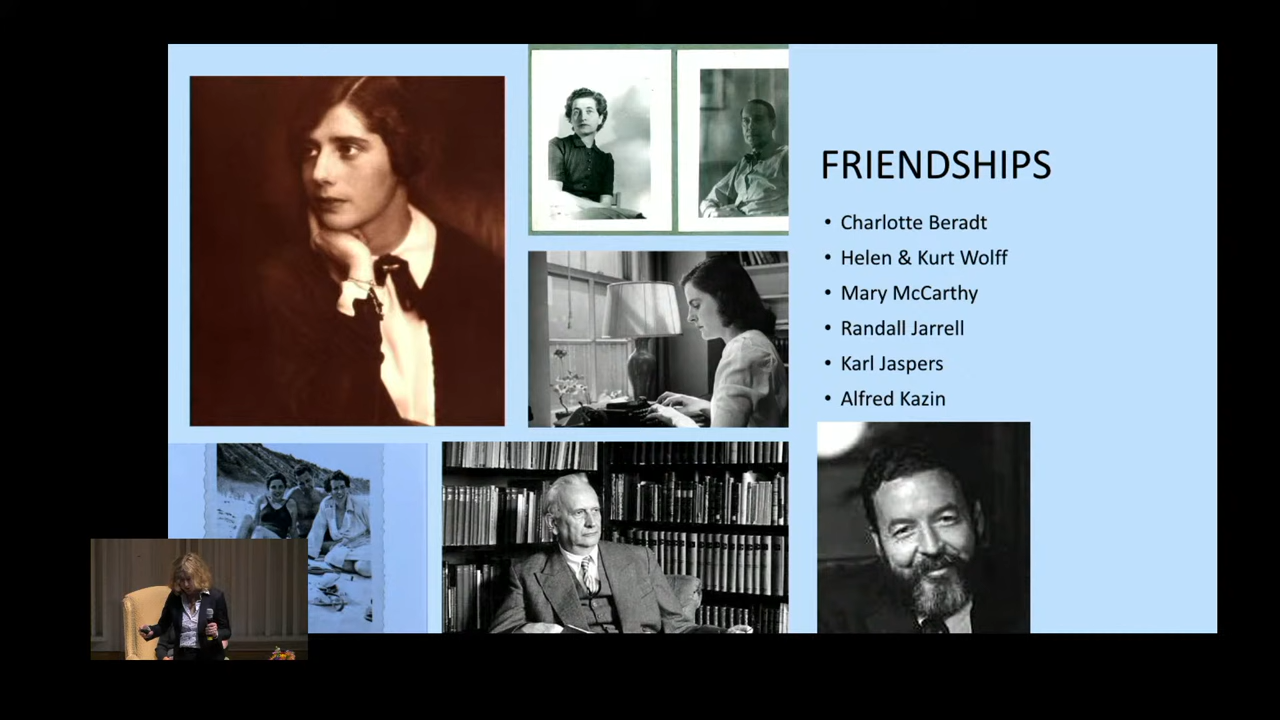 FRIENDSHIPS
• Charlotte Beradt
• Helen & Kurt Wolff
• Mary McCarthy
• Randall Jarrell
• Karl Jaspers
• Alfred Kazin